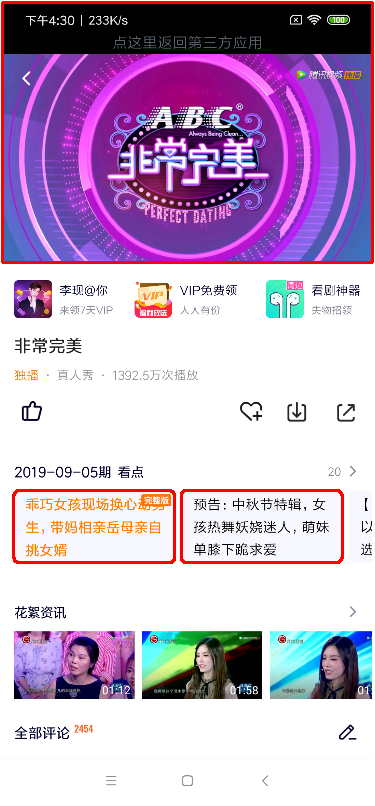 下午4:30 | 233K/s
100
点这里返回第三方应用
腾讯视频 独播
ABC®
Always Being Clean...
非常完美
PERFECT DATING
李现@你
来领7天VIP
VIP
福利放送
VIP免费领
人人有份
周边
看剧神器
失物招领
非常完美
独播 · 真人秀 · 1392.5万次播放
2019-09-05期 看点
20
乖巧女孩现场换心动男
完整版
生，带妈相亲岳母亲自
挑女婿
预告：中秋节特辑，女
孩热舞妖娆迷人，萌妹
单膝下跪求爱
【
以
选
花絮资讯
01:12
01:58
全部评论 2454